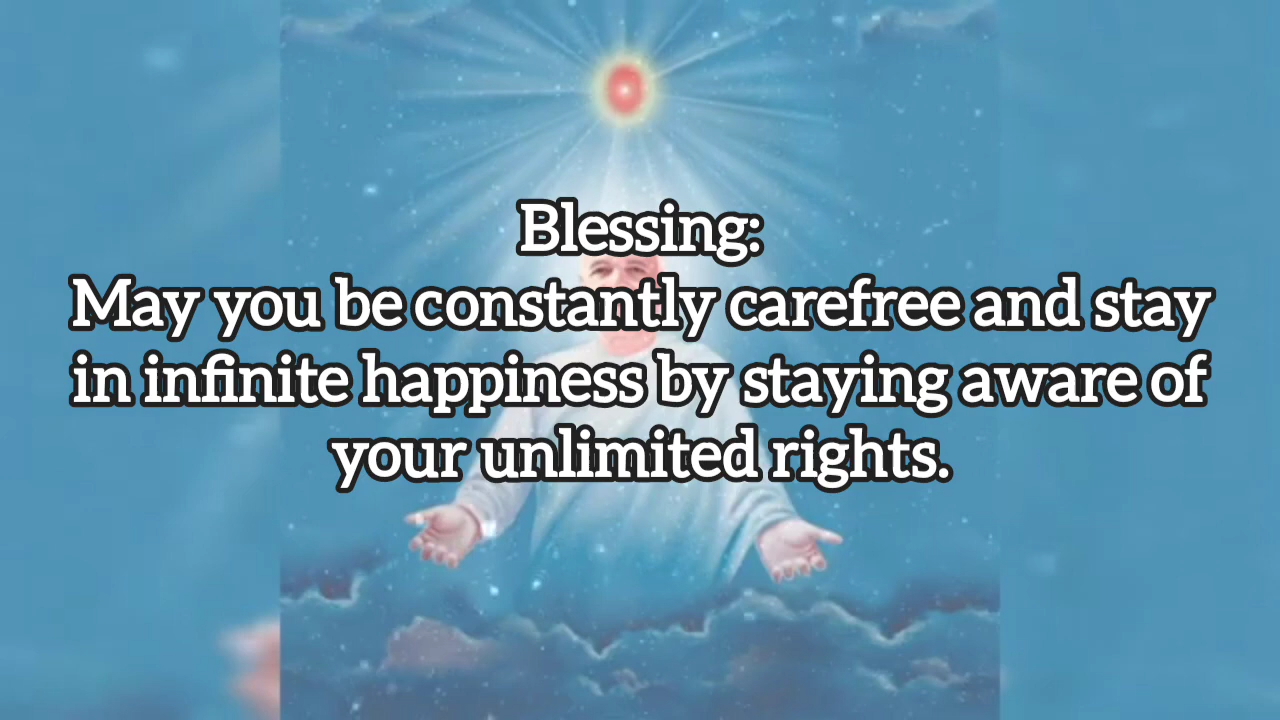 Blessing:
May you be constantly carefree and stay
in infinite happiness by staying aware of
your unlimited rights.